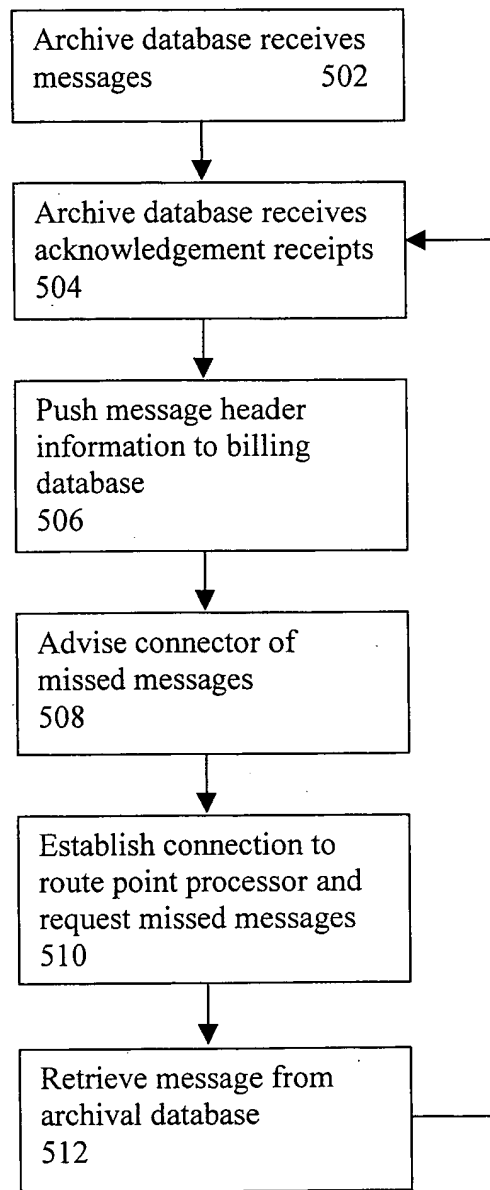 Archive database receives
messages 502
Archive database receives
acknowledgement receipts
504
Push message header
information to billing
database
506
Advise connector of
missed messages
508
Establish connection to
route point processor and
request missed messages
510
Retrieve message from
archival database
512